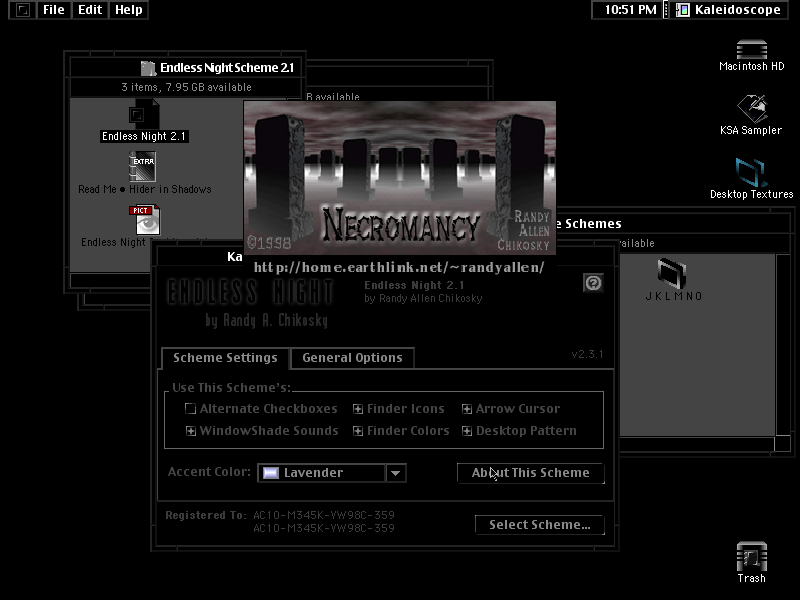 File Edit Help
10:51 PM Kaleidoscope
Endless Night Scheme 2.1
3 items, 7.95 GB available
B available
Endless Night 2.1
EXTRA
Read Me • Hider in Shadows
PICT
Endless Night
Macintosh HD
KSA Sampler
Desktop Textures
NECROMANCY
©1998
RANDY
ALLEN
CHIKOSKY
http://home.earthlink.net/~randyallen/
e Schemes
ailable
J K L M N O
Ka
ENDLESS NIGHT
by Randy A. Chikosky
Endless Night 2.1
by Randy Allen Chikosky
?
Scheme Settings
General Options
v2.3.1
Use This Scheme's:
Alternate Checkboxes
Finder Icons
Arrow Cursor
WindowShade Sounds
Finder Colors
Desktop Pattern
Accent Color: Lavender
About This Scheme
Registered To: AC10-M345K-YW98C-359
AC10-M345K-YW98C-359
Select Scheme...
Trash